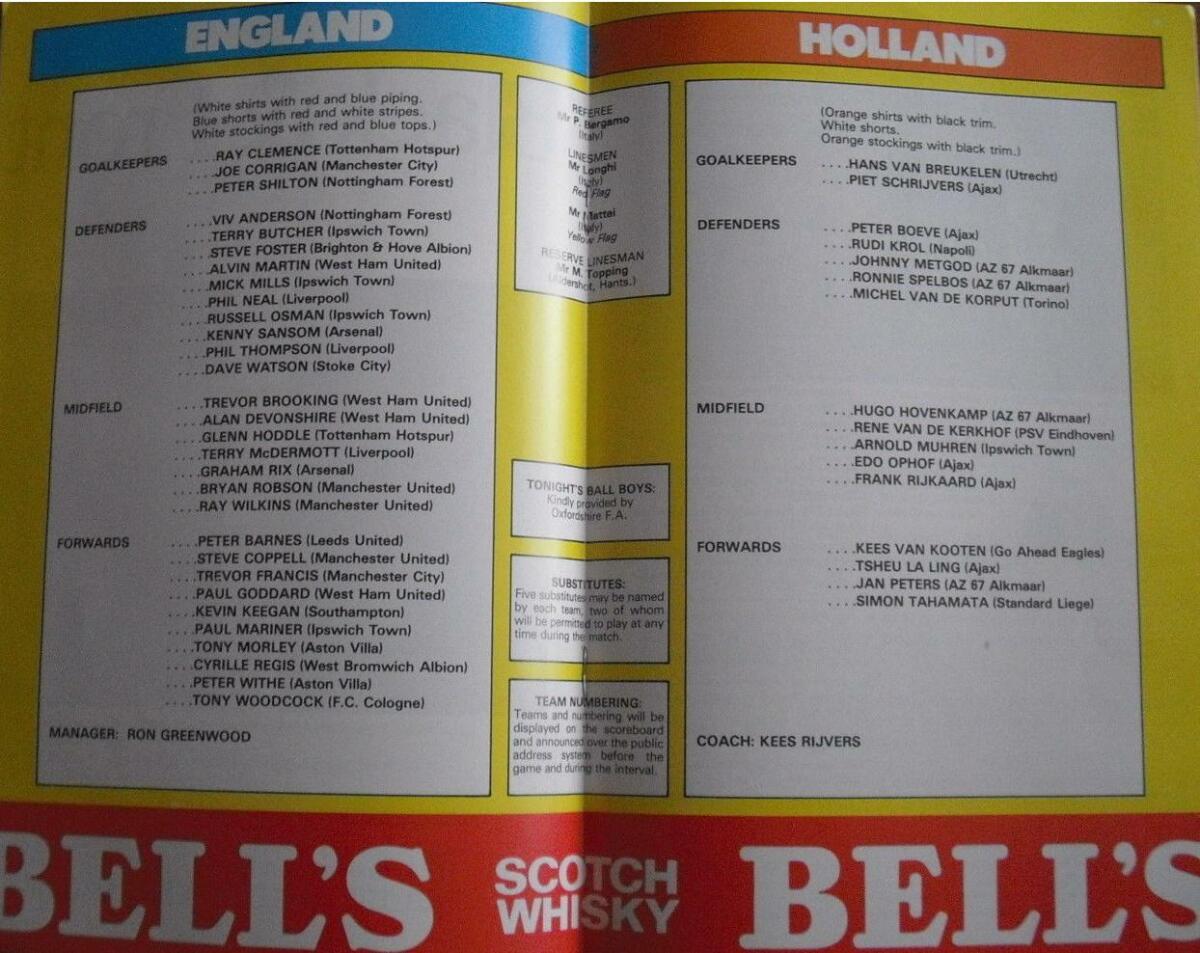 ENGLAND
(White shirts with red and blue piping.
Blue shorts with red and white stripes.
White stockings with red and blue tops.)
GOALKEEPERS ....RAY CLEMENCE (Tottenham Hotspur)
....JOE CORRIGAN (Manchester City)
....PETER SHILTON (Nottingham Forest)
DEFENDERS ....VIV ANDERSON (Nottingham Forest)
....TERRY BUTCHER (Ipswich Town)
....STEVE FOSTER (Brighton & Hove Albion)
....ALVIN MARTIN (West Ham United)
....MICK MILLS (Ipswich Town)
....PHIL NEAL (Liverpool)
....RUSSELL OSMAN (Ipswich Town)
....KENNY SANSOM (Arsenal)
....PHIL THOMPSON (Liverpool)
....DAVE WATSON (Stoke City)
MIDFIELD ....TREVOR BROOKING (West Ham United)
....ALAN DEVONSHIRE (West Ham United)
....GLENN HODDLE (Tottenham Hotspur)
....TERRY McDERMOTT (Liverpool)
....GRAHAM RIX (Arsenal)
....BRYAN ROBSON (Manchester United)
....RAY WILKINS (Manchester United)
FORWARDS ....PETER BARNES (Leeds United)
....STEVE COPPELL (Manchester United)
....TREVOR FRANCIS (Manchester City)
....PAUL GODDARD (West Ham United)
....KEVIN KEEGAN (Southampton)
....PAUL MARINER (Ipswich Town)
....TONY MORLEY (Aston Villa)
....CYRILLE REGIS (West Bromwich Albion)
....PETER WITHE (Aston Villa)
....TONY WOODCOCK (F.C. Cologne)
MANAGER: RON GREENWOOD
REFEREE
Mr P. Bergamo
(Italy)
LINESMEN
Mr Longhi
(Italy)
Red Flag
Mr Mattei
(Italy)
Yellow Flag
RESERVE LINESMAN
Mr M. Topping
(Aldershot, Hants.)
TONIGHT'S BALL BOYS:
Kindly provided by
Oxfordshire F.A.
SUBSTITUTES:
Five substitutes may be named
by each team, two of whom
will be permitted to play at any
time during the match.
TEAM NUMBERING:
Teams and numbering will be
displayed on the scoreboard
and announced over the public
address system before the
game and during the interval.
HOLLAND
(Orange shirts with black trim.
White shorts.
Orange stockings with black trim.)
GOALKEEPERS ....HANS VAN BREUKELEN (Utrecht)
....PIET SCHRIJVERS (Ajax)
DEFENDERS ....PETER BOEVE (Ajax)
....RUDI KROL (Napoli)
....JOHNNY METGOD (AZ 67 Alkmaar)
....RONNIE SPELBOS (AZ 67 Alkmaar)
....MICHEL VAN DE KORPUT (Torino)
MIDFIELD ....HUGO HOVENKAMP (AZ 67 Alkmaar)
....RENE VAN DE KERKHOF (PSV Eindhoven)
....ARNOLD MUHREN (Ipswich Town)
....EDO OPHOF (Ajax)
....FRANK RIJKAARD (Ajax)
FORWARDS ....KEES VAN KOOTEN (Go Ahead Eagles)
....TSHEU LA LING (Ajax)
....JAN PETERS (AZ 67 Alkmaar)
....SIMON TAHAMATA (Standard Liege)
COACH: KEES RIJVERS
BELL'S
SCOTCH
WHISKY
BELL'S